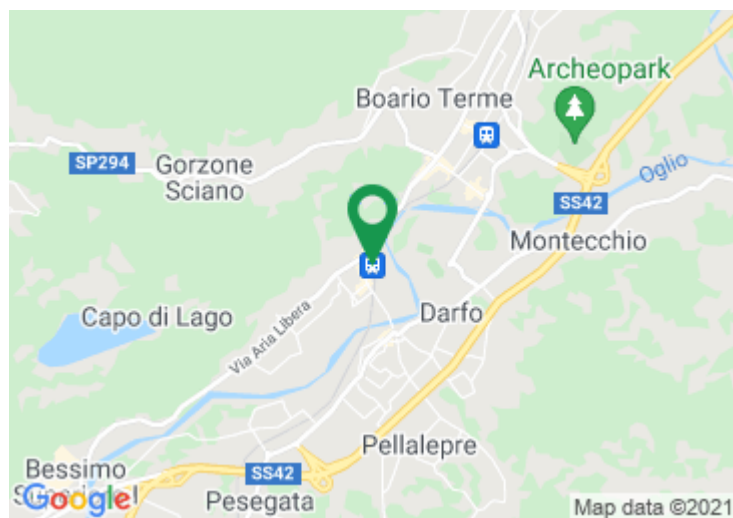 Archeopark
Boario Terme
SP294
Gorzone
Sciano
Oglio
SS42
Montecchio
Capo di Lago
Via Aria Libera
Darfo
Pellalepre
Bessimo
SS42
Google
Pesegata
Map data ©2021